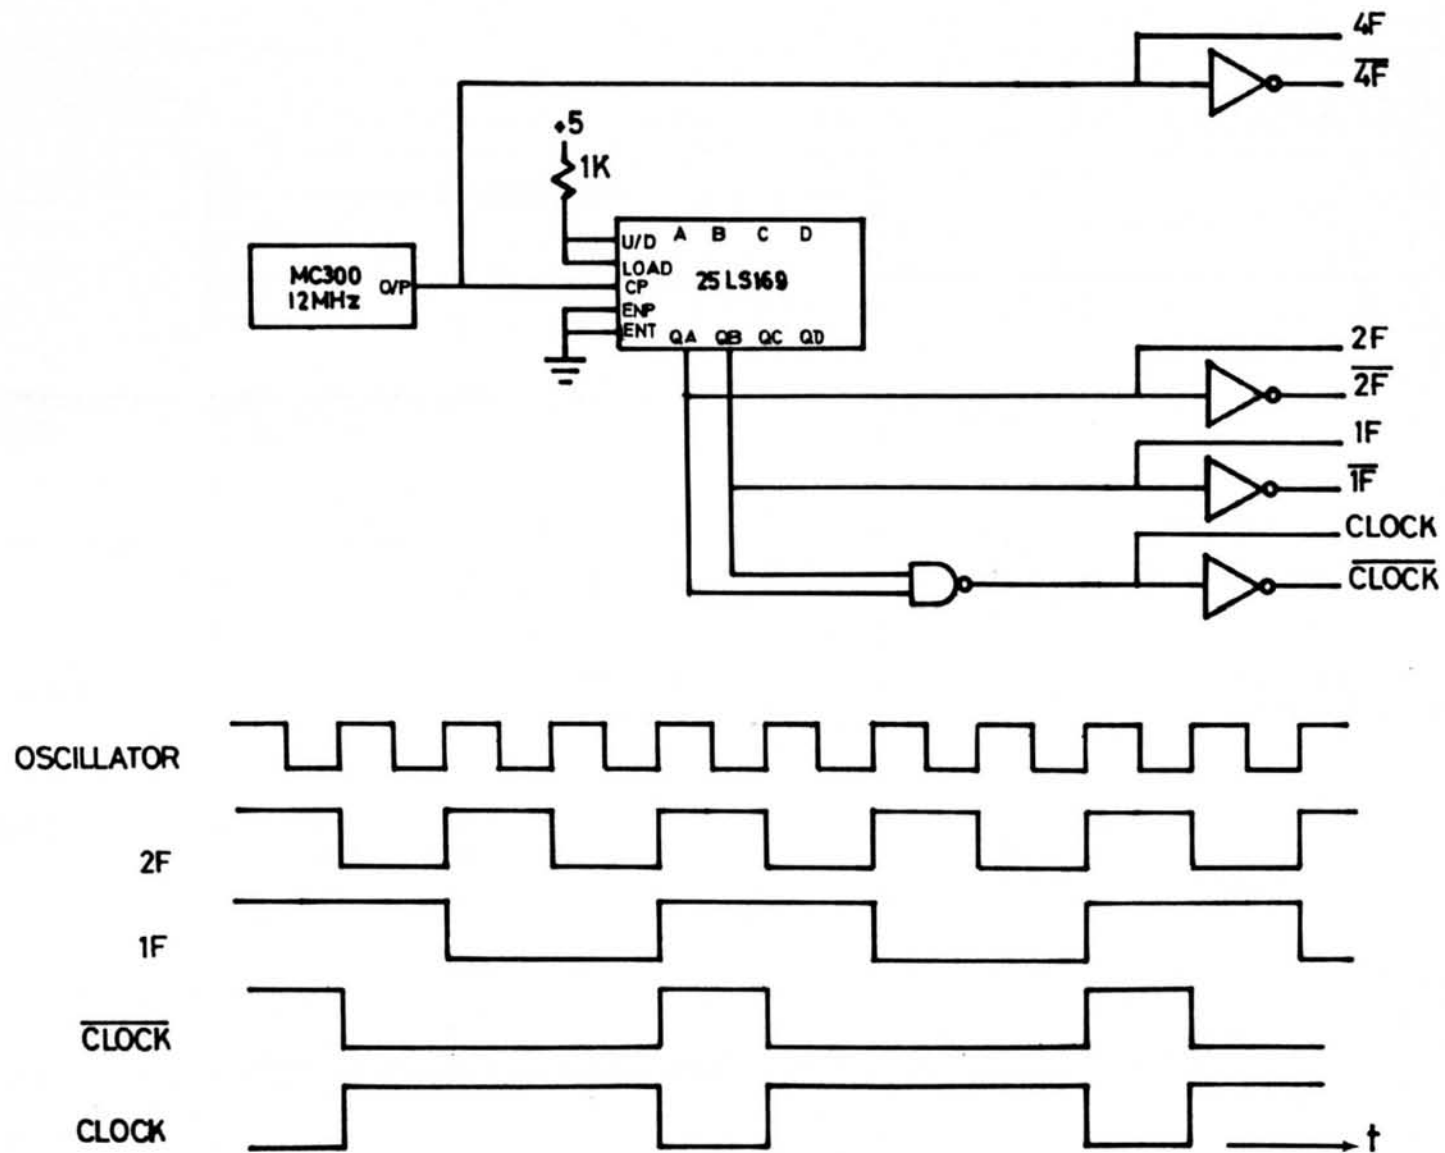 4F
4F
+5
1K
U/D A B C D
MC300
12MHz
O/P
LOAD
CP
25LS169
ENP
ENT
QA QB QC QD
2F
2F
1F
1F
CLOCK
CLOCK
OSCILLATOR
2F
1F
CLOCK
CLOCK
t